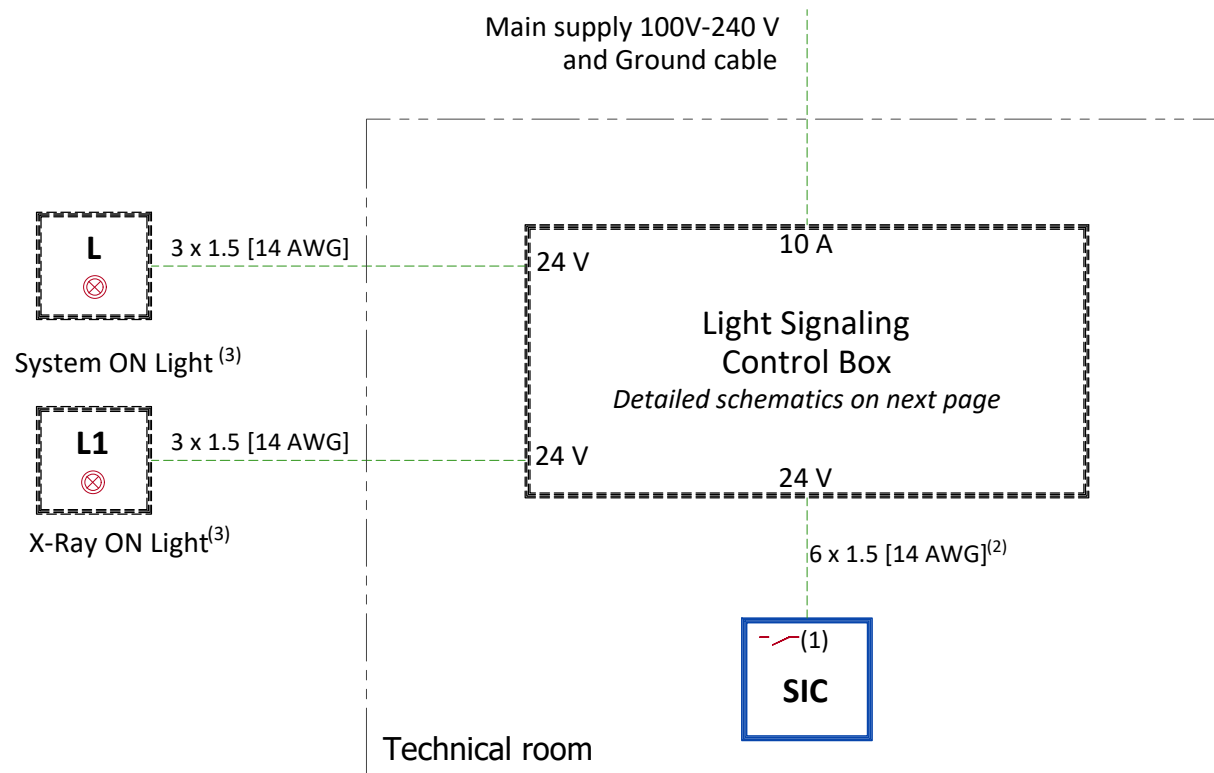 Main supply 100V-240 V
and Ground cable
L
3 x 1.5 [14 AWG]
System ON Light (3)
L1
3 x 1.5 [14 AWG]
X-Ray ON Light(3)
10 A
24 V
Light Signaling
Control Box
Detailed schematics on next page
24 V
24 V
6 x 1.5 [14 AWG](2)
(1)
SIC
Technical room